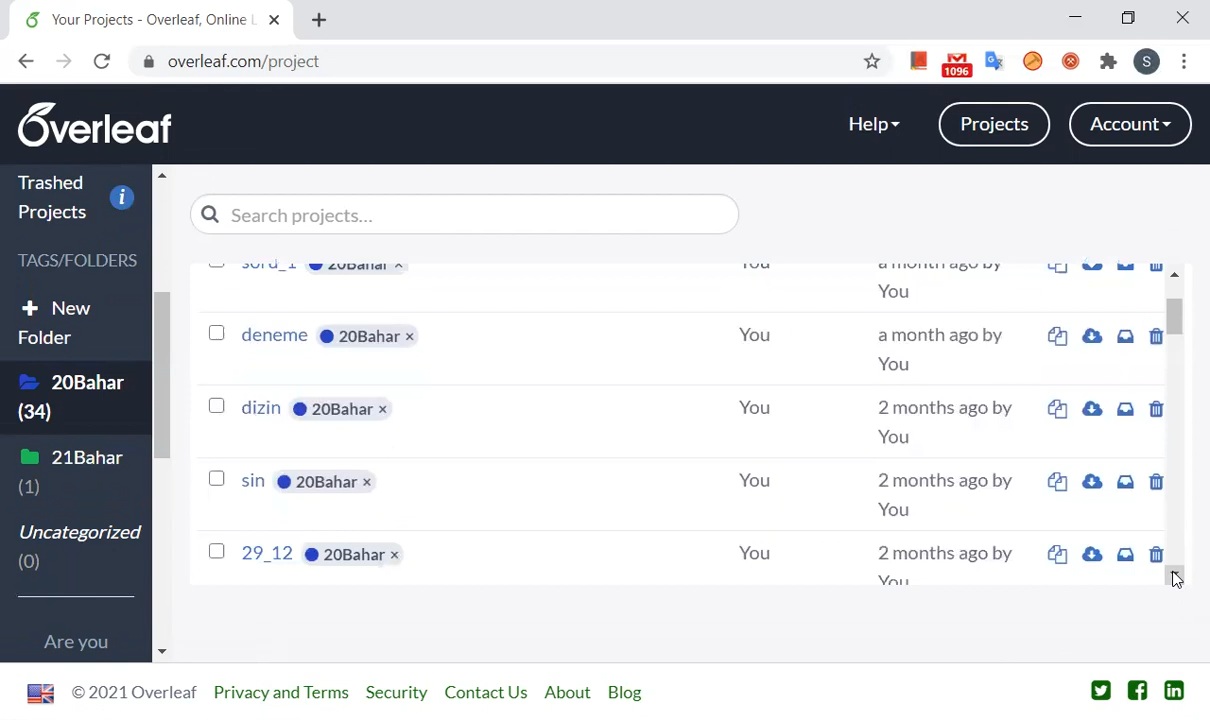 Your Projects - Overleaf, Online L
overleaf.com/project
1096
S
Overleaf
Help
Projects
Account
Trashed
Projects
i
TAGS/FOLDERS
New
Folder
20Bahar
(34)
21Bahar
(1)
Uncategorized
(0)
Are you
Search projects...
20Bahar ×
a month ago by
You
deneme 20Bahar × You a month ago by
You
dizin 20Bahar × You 2 months ago by
You
sin 20Bahar × You 2 months ago by
You
29_12 20Bahar × You 2 months ago by
You
© 2021 Overleaf Privacy and Terms Security Contact Us About Blog